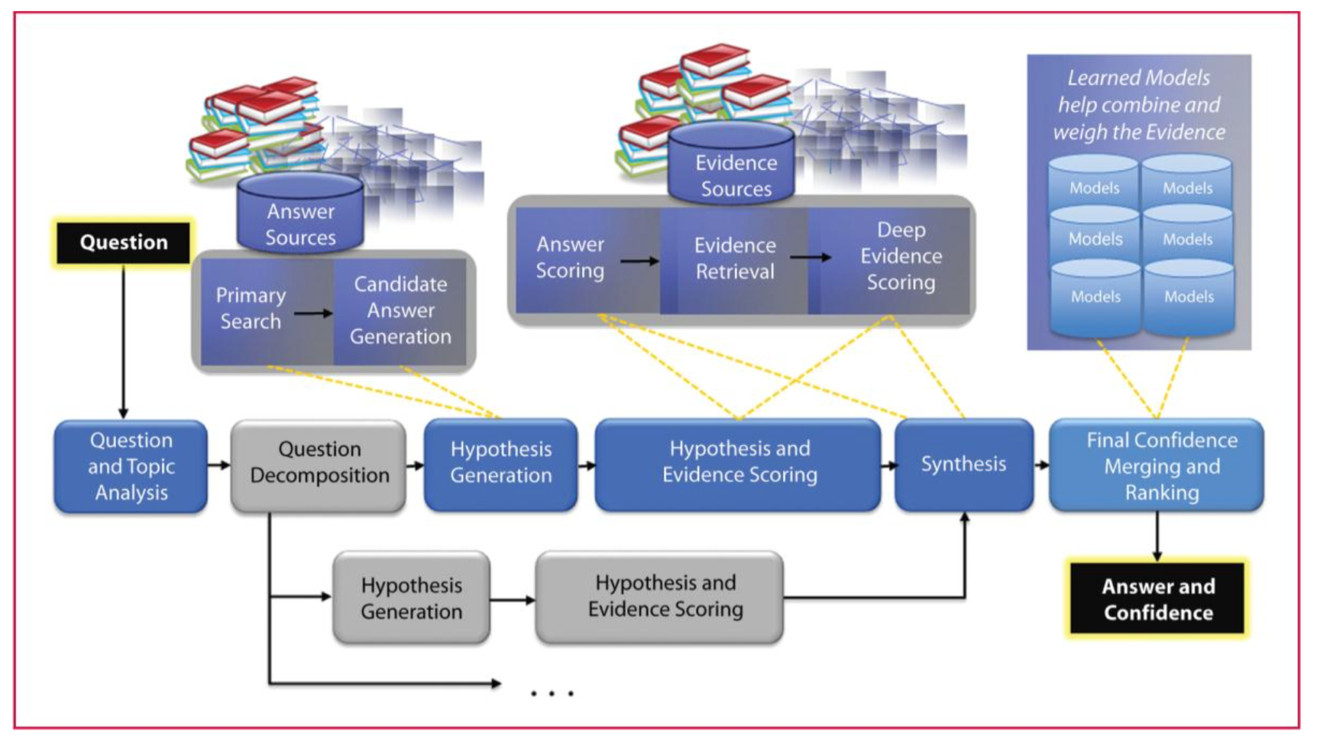 Learned Models
help combine and
weigh the Evidence
Models
Models
Models
Models
Models
Models
Evidence
Sources
Answer
Scoring
Evidence
Retrieval
Deep
Evidence
Scoring
Answer
Sources
Primary
Search
Candidate
Answer
Generation
Question
Question
and Topic
Analysis
Question
Decomposition
Hypothesis
Generation
Hypothesis and
Evidence Scoring
Synthesis
Final Confidence
Merging and
Ranking
Hypothesis
Generation
Hypothesis and
Evidence Scoring
Answer and
Confidence
. . .